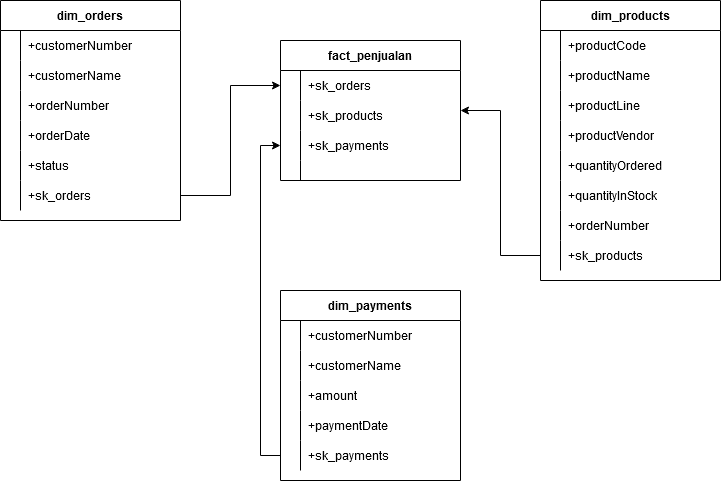 dim_orders
+customerNumber
+customerName
+orderNumber
+orderDate
+status
+sk_orders
fact_penjualan
+sk_orders
+sk_products
+sk_payments
dim_products
+productCode
+productName
+productLine
+productVendor
+quantityOrdered
+quantityInStock
+orderNumber
+sk_products
dim_payments
+customerNumber
+customerName
+amount
+paymentDate
+sk_payments